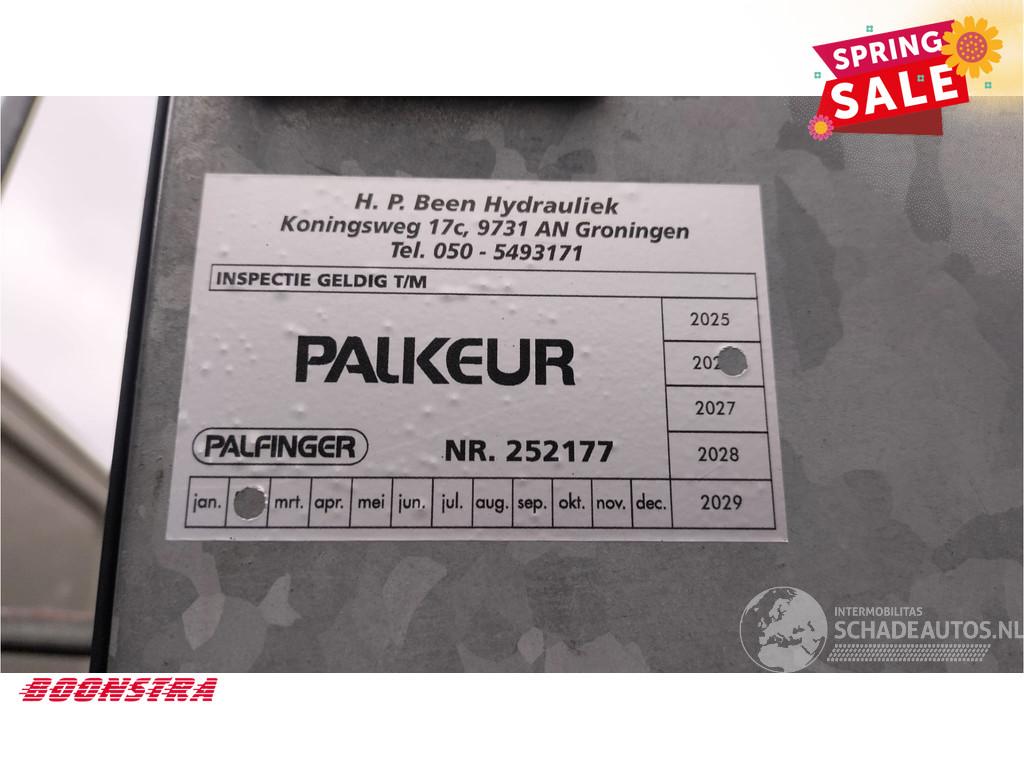 SPRING
SALE
H. P. Been Hydrauliek
Koningsweg 17c, 9731 AN Groningen
Tel. 050 - 5493171
INSPECTIE GELDIG T/M
PALKEUR
2025
202
2027
2028
2029
PALFINGER
NR. 252177
jan. mrt. apr. mei jun. jul. aug. sep. okt. nov. dec.
INTERMOBILITAS
SCHADEAUTOS.NL
BOONSTRA